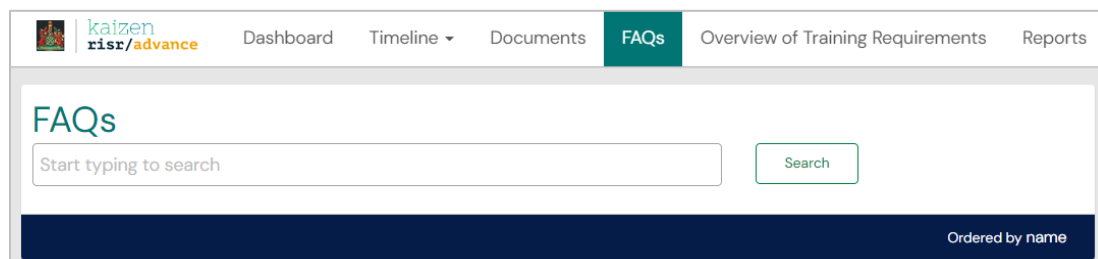 kaizen
risr/advance
Dashboard Timeline Documents FAQs Overview of Training Requirements Reports
FAQs
Start typing to search
Search
Ordered by name